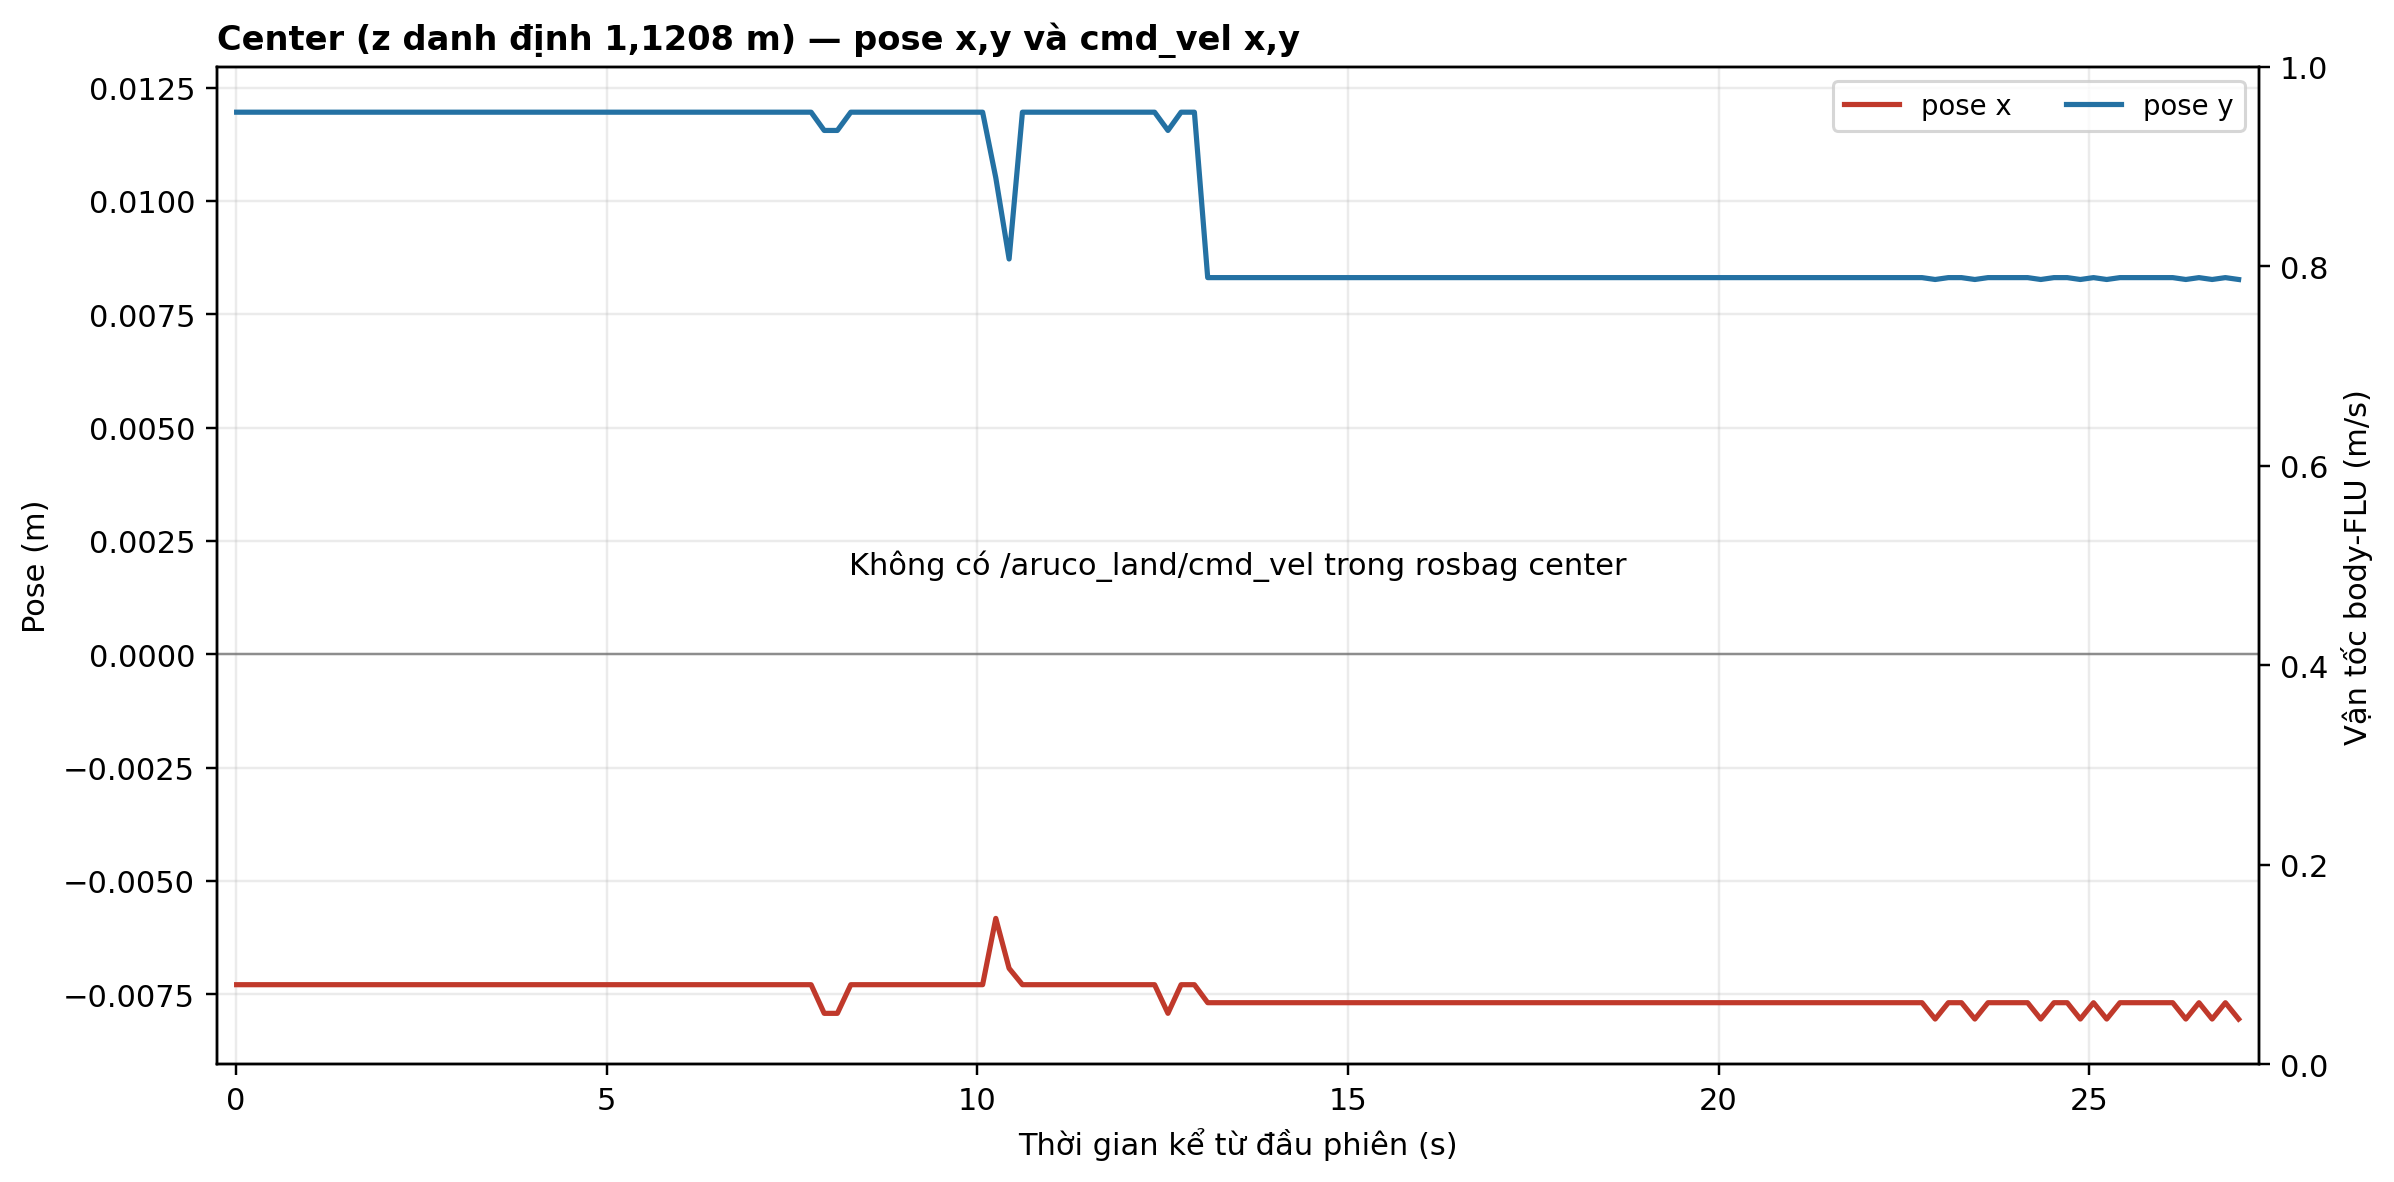 Center (z danh định 1,1208 m) — pose x,y và cmd_vel x,y
pose x
pose y
Pose (m)
0.0125
0.0100
0.0075
0.0050
0.0025
0.0000
−0.0025
−0.0050
−0.0075
Không có /aruco_land/cmd_vel trong rosbag center
1.0
0.8
0.6
0.4
0.2
0.0
Vận tốc body-FLU (m/s)
0 5 10 15 20 25
Thời gian kể từ đầu phiên (s)